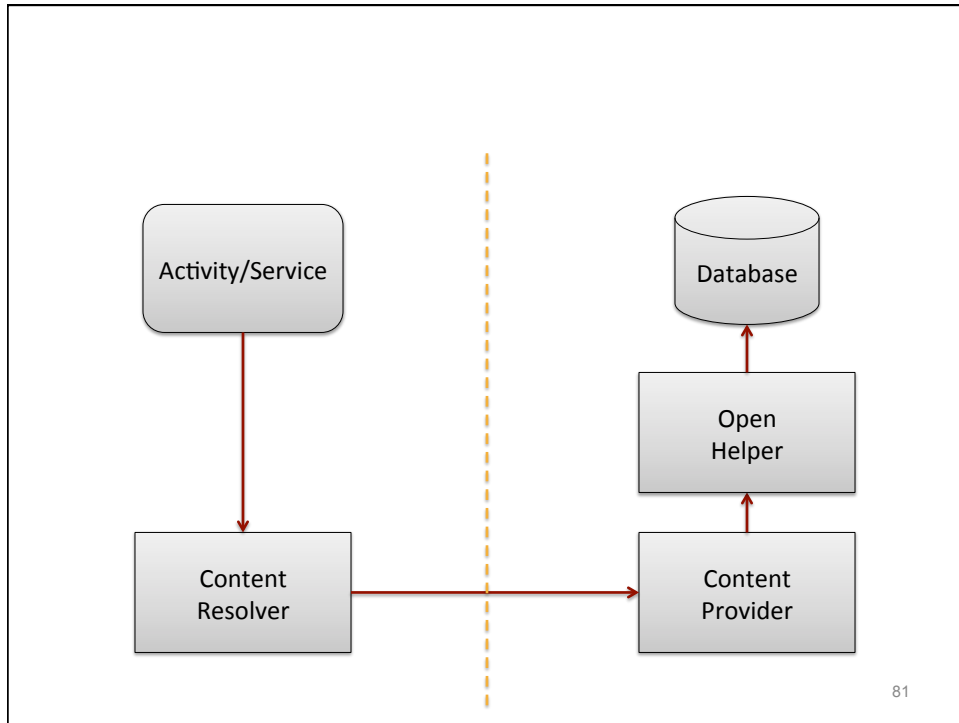 Activity/Service
Database
Open
Helper
Content
Resolver
Content
Provider
81